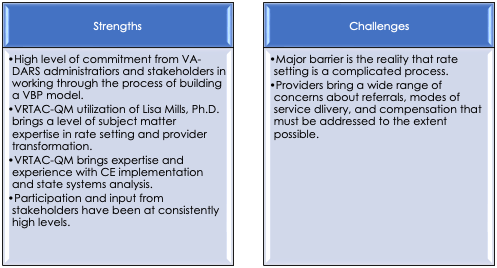 Strengths
•High level of commitment from VA-
DARS administratiors and stakeholders in
working through the process of building
a VBP model.
•VRTAC-QM utilization of Lisa Mills, Ph.D.
brings a level of subject matter
expertise in rate setting and provider
transformation.
•VRTAC-QM brings expertise and
experience with CE implementation
and state systems analysis.
•Participation and input from
stakeholders have been at consistently
high levels.
Challenges
•Major barrier is the reality that rate
setting is a complicated process.
•Providers bring a wide range of
concerns about referrals, modes of
service dlivery, and compensation that
must be addressed to the extent
possible.